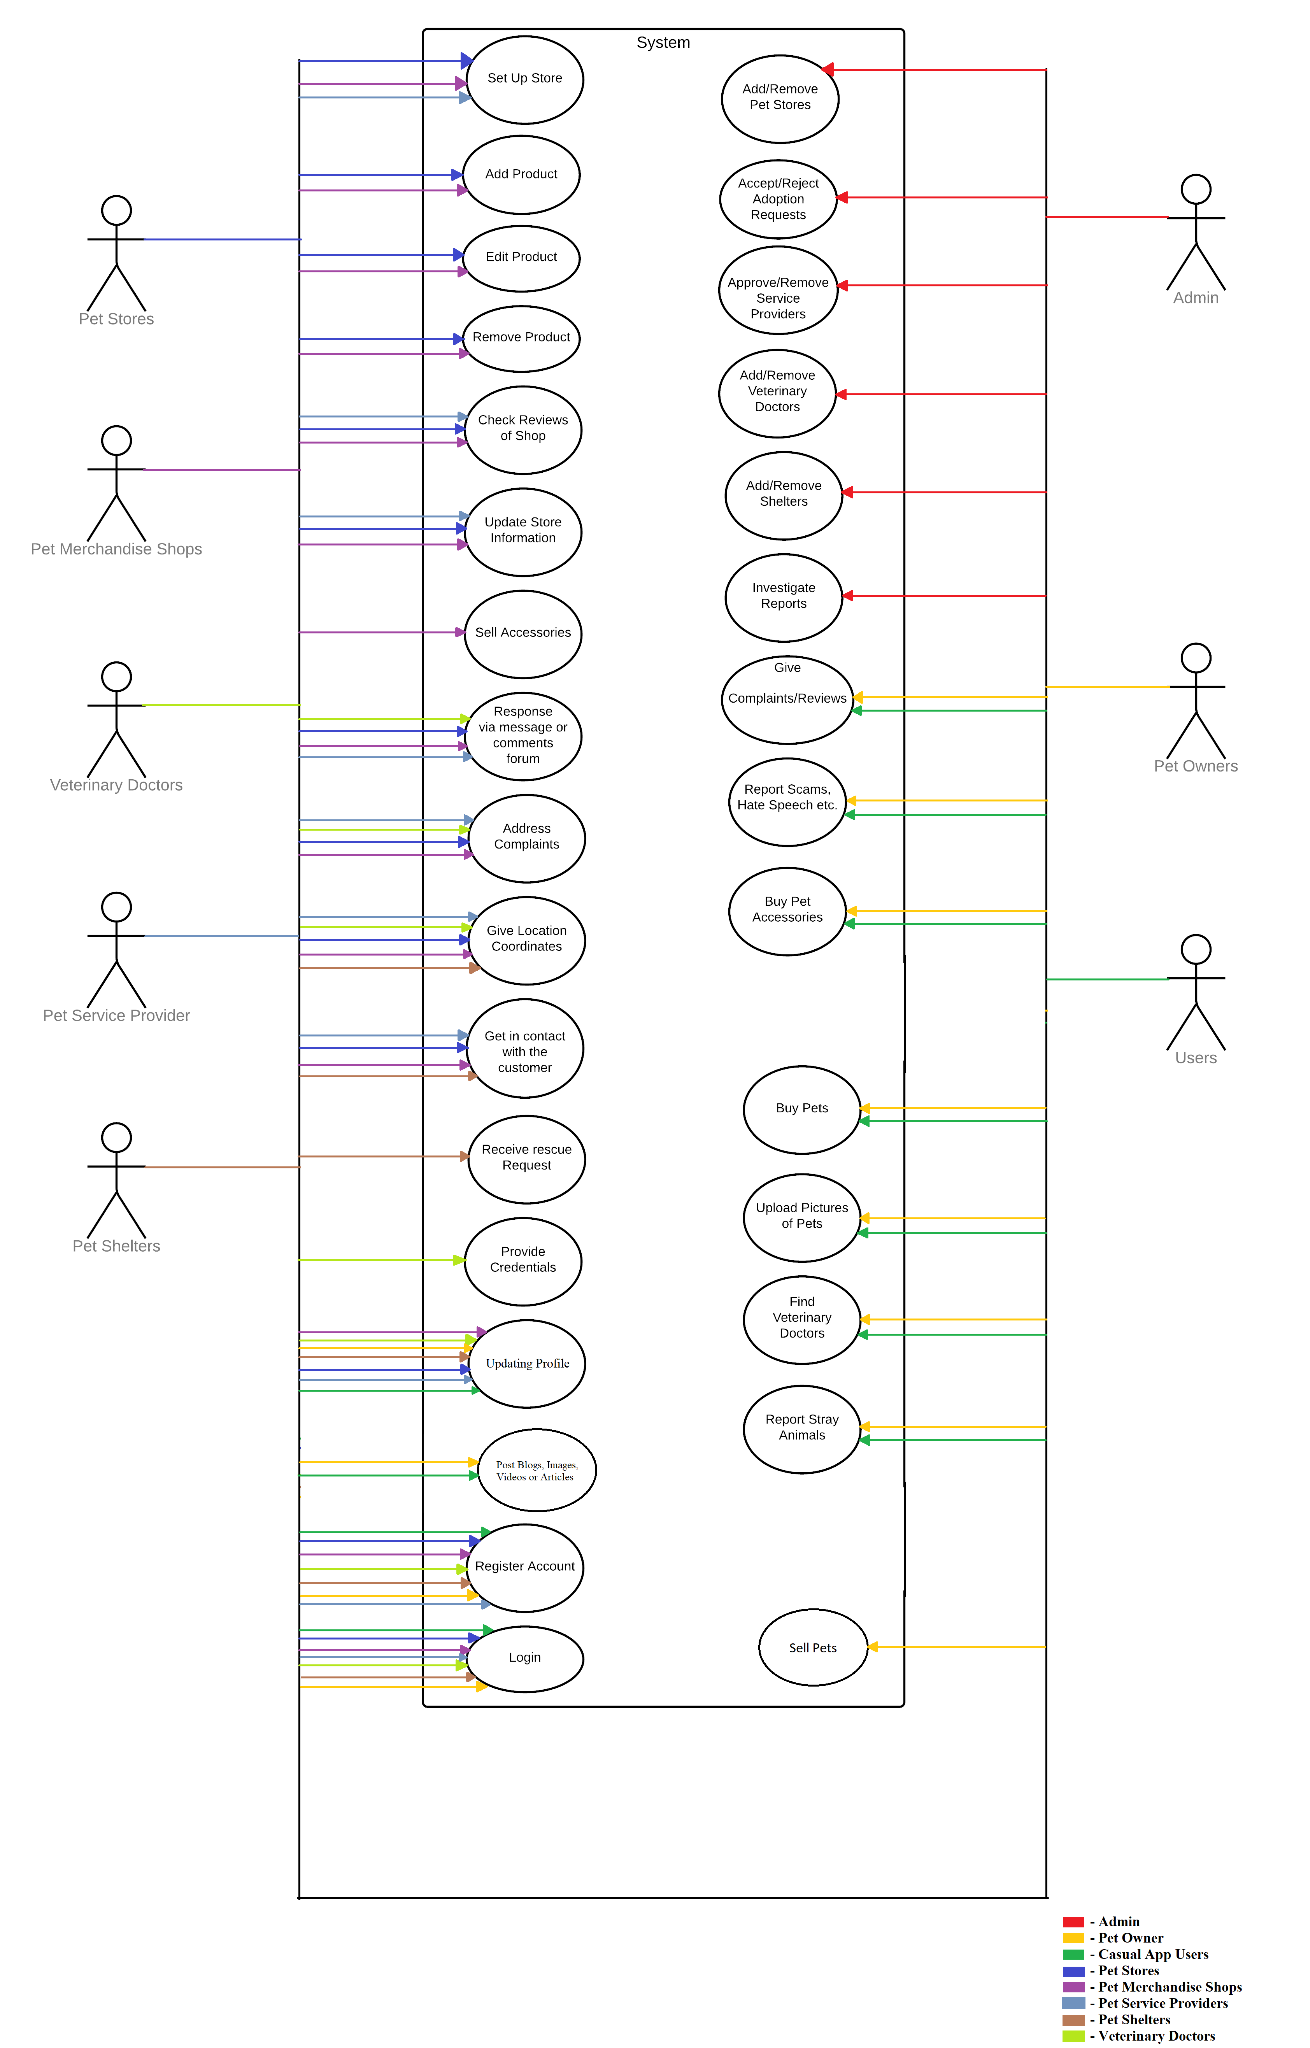 System
Set Up Store
Add Product
Edit Product
Remove Product
Check Reviews
of Shop
Update Store
Information
Sell Accessories
Response
via message or
comments
forum
Address
Complaints
Give Location
Coordinates
Get in contact
with the
customer
Receive rescue
Request
Provide
Credentials
Updating Profile
Post Blogs, Images,
Videos or Articles
Register Account
Login
Add/Remove
Pet Stores
Accept/Reject
Adoption
Requests
Approve/Remove
Service
Providers
Add/Remove
Veterinary
Doctors
Add/Remove
Shelters
Investigate
Reports
Give
Complaints/Reviews
Report Scams,
Hate Speech etc.
Buy Pet
Accessories
Buy Pets
Upload Pictures
of Pets
Find
Veterinary
Doctors
Report Stray
Animals
Sell Pets
Pet Stores
Pet Merchandise Shops
Veterinary Doctors
Pet Service Provider
Pet Shelters
Admin
Pet Owners
Users
- Admin
- Pet Owner
- Casual App Users
- Pet Stores
- Pet Merchandise Shops
- Pet Service Providers
- Pet Shelters
- Veterinary Doctors